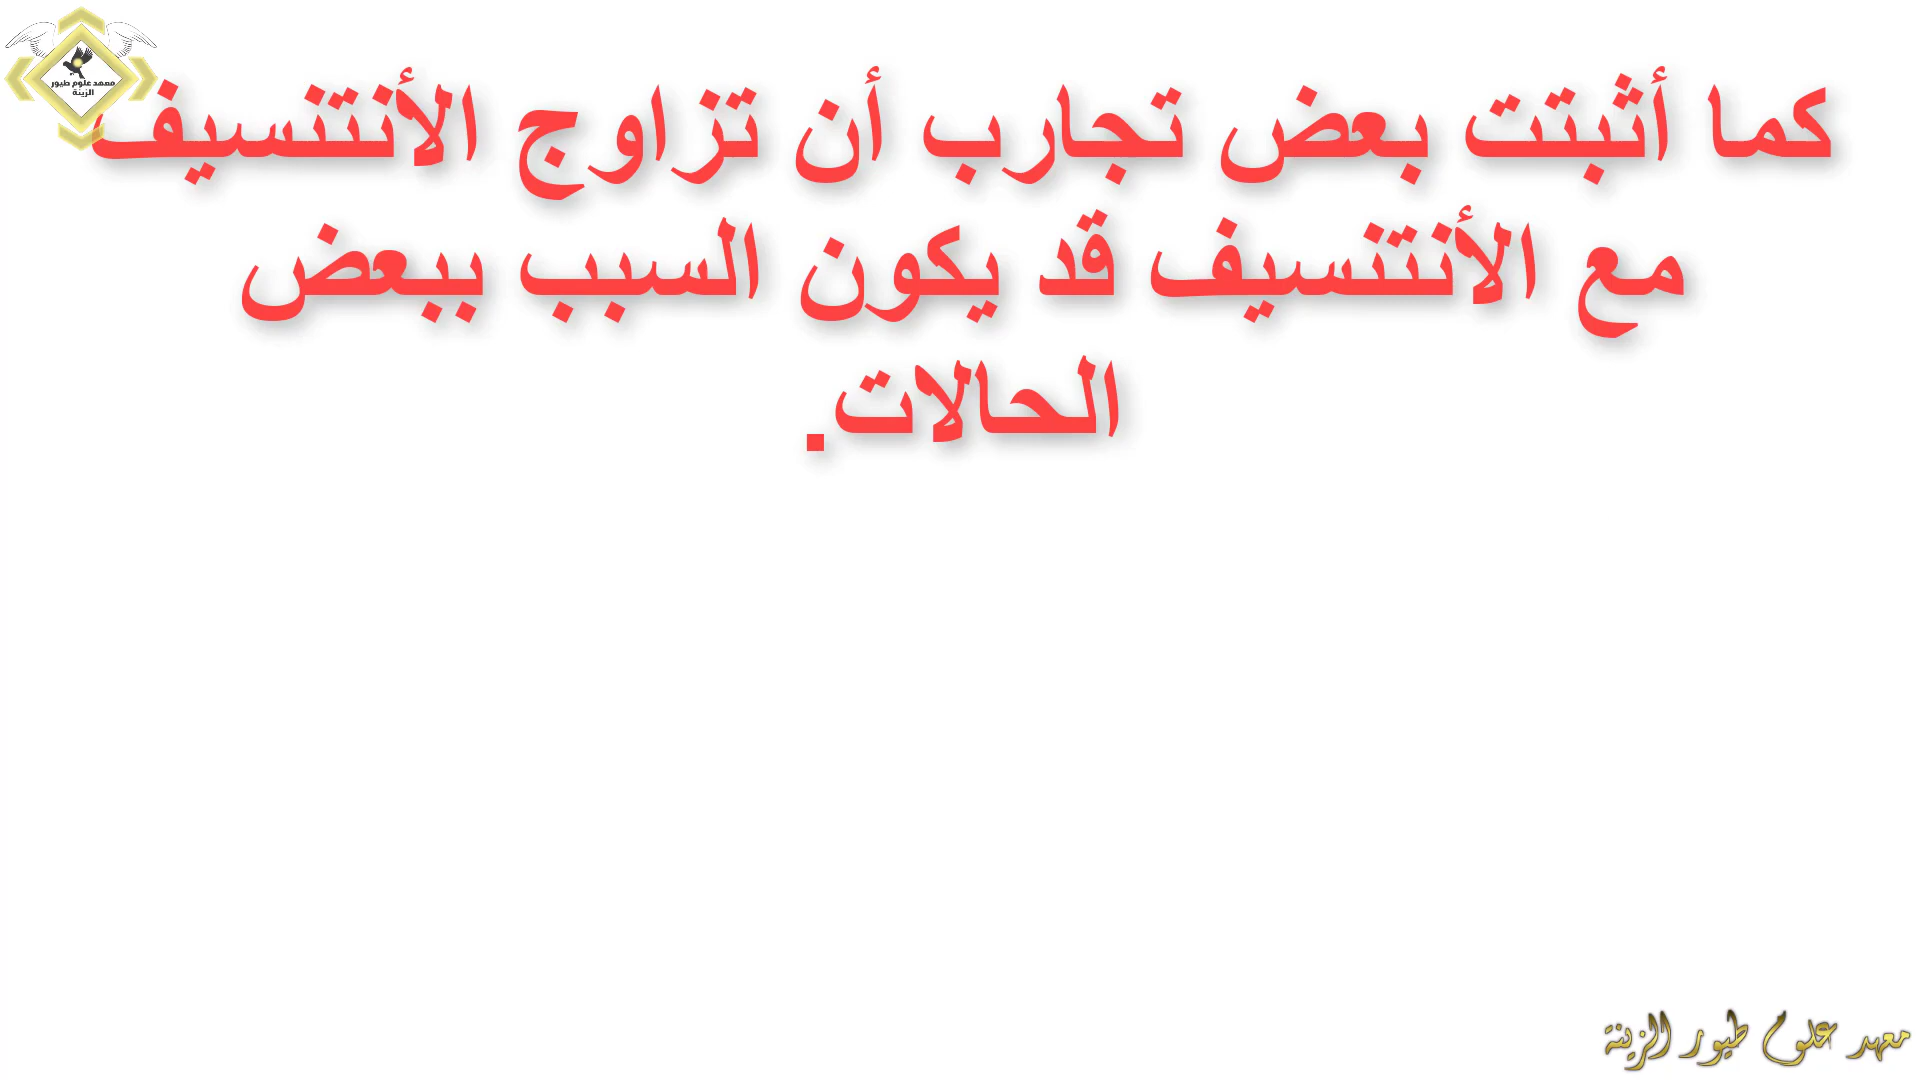 معهد علوم طيور
الزينة
كما أثبتت بعض تجارب أن تزاوج الأنتنسيف
مع الأنتنسيف قد يكون السبب ببعض
الحالات.
معهد علوم طيور الزينة